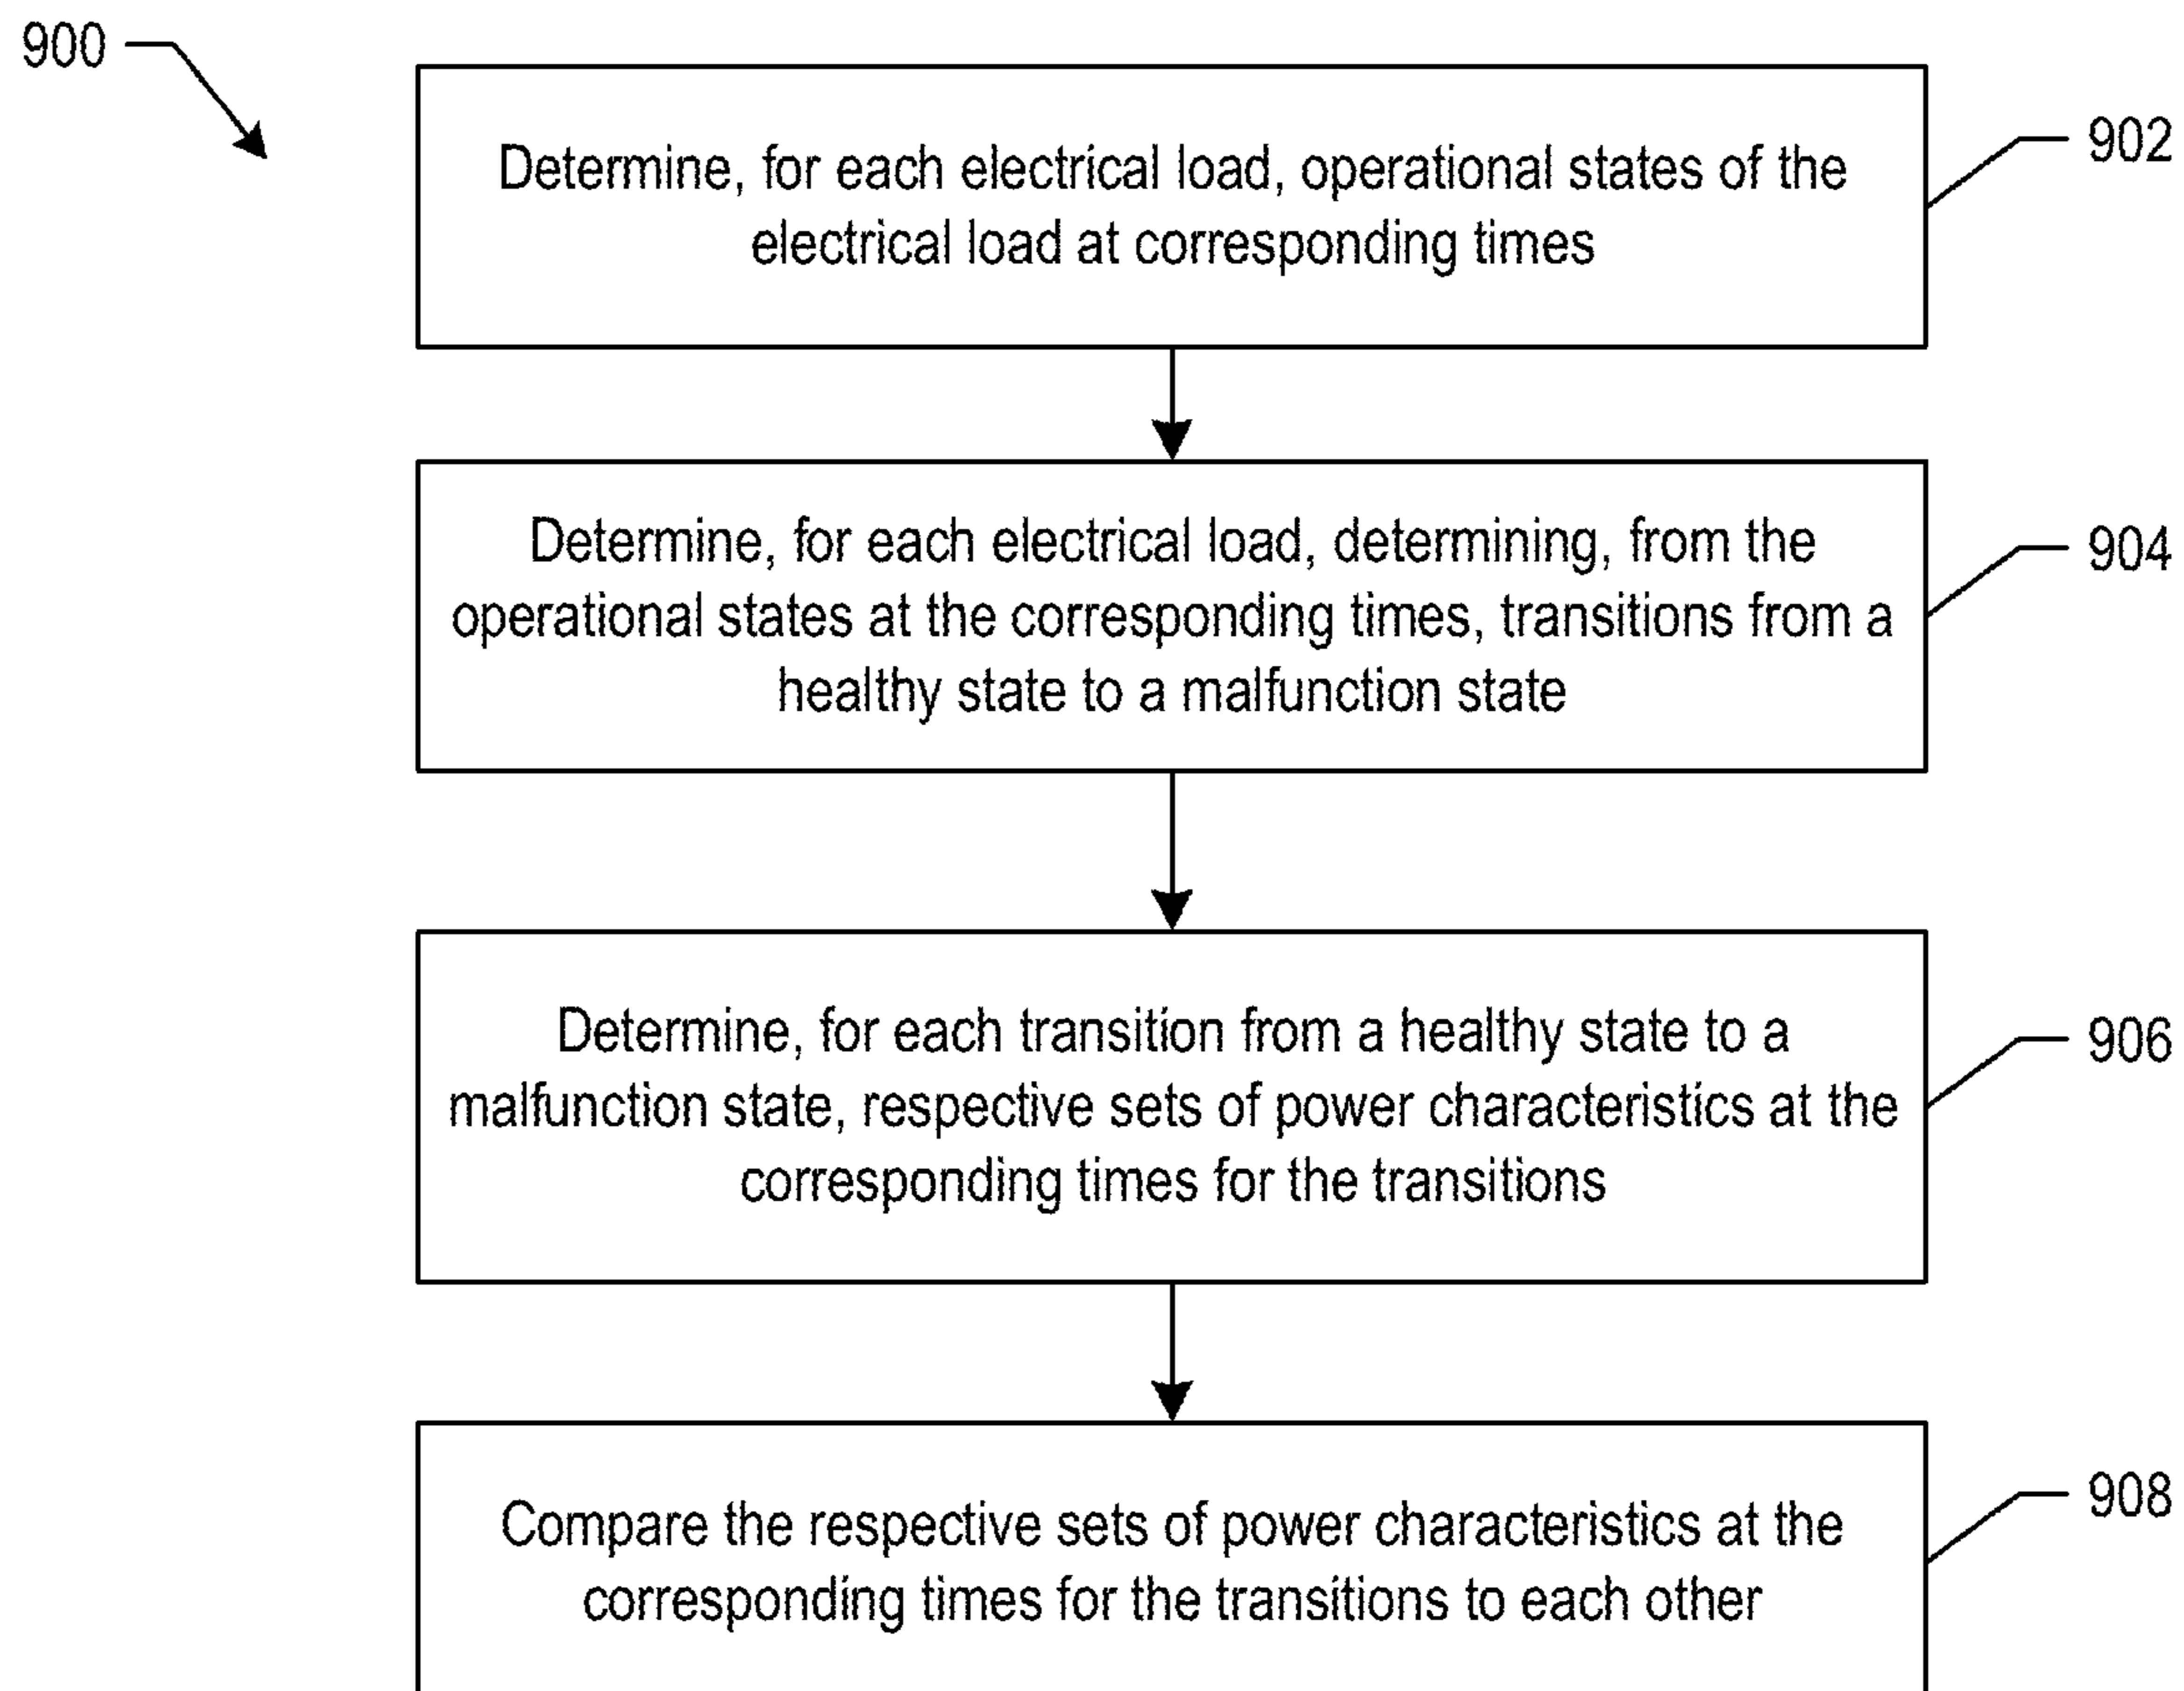 900
Determine, for each electrical load, operational states of the
electrical load at corresponding times
902
Determine, for each electrical load, determining, from the
operational states at the corresponding times, transitions from a
healthy state to a malfunction state
904
Determine, for each transition from a healthy state to a
malfunction state, respective sets of power characteristics at the
corresponding times for the transitions
906
Compare the respective sets of power characteristics at the
corresponding times for the transitions to each other
908